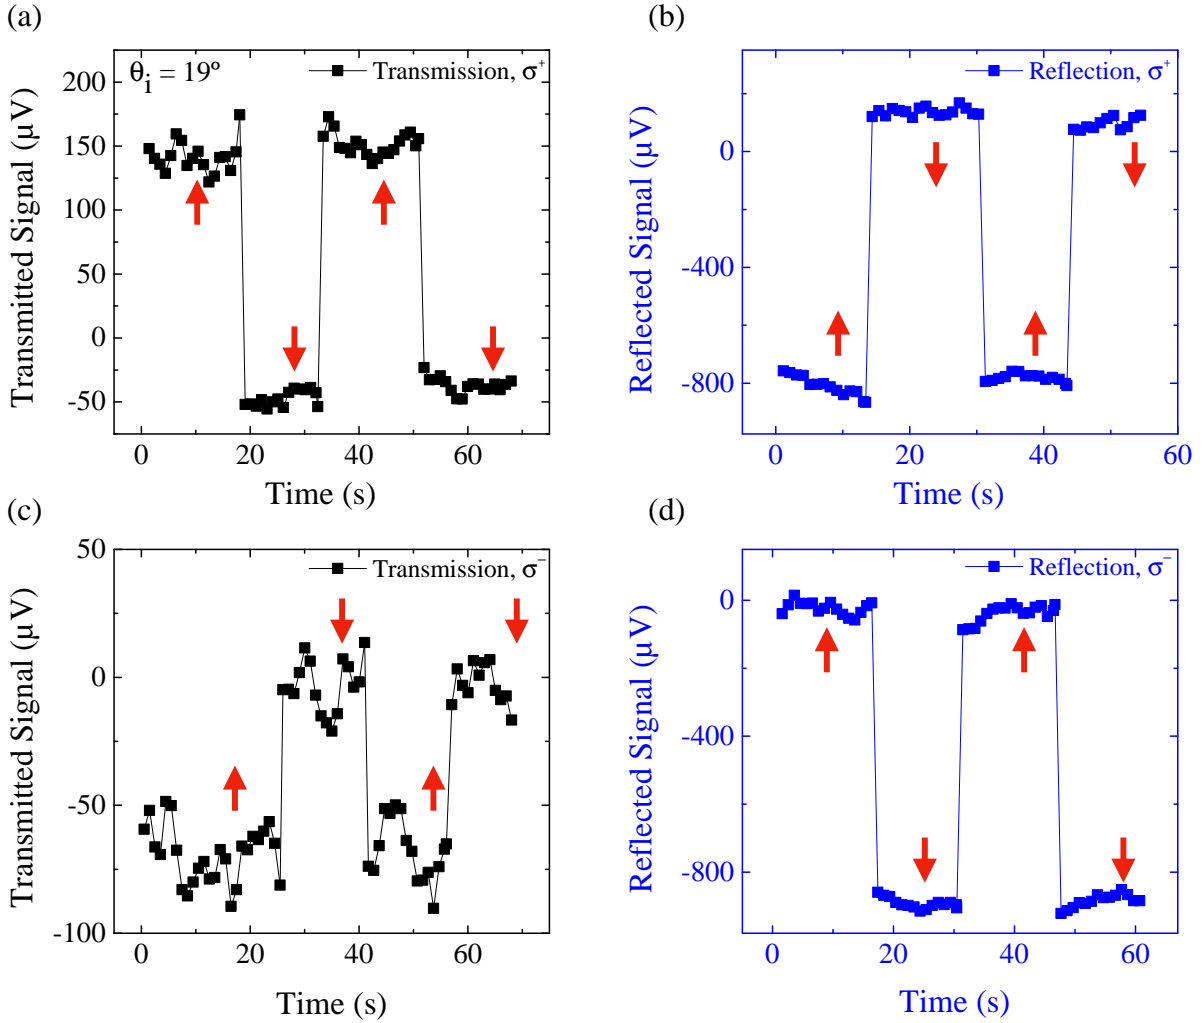 (a)
(b)
θi = 19º
Transmission, σ+
Transmitted Signal (µV)
200
150
100
50
0
-50
0
20
40
60
Time (s)
Reflection, σ+
Reflected Signal (µV)
0
-400
-800
0
20
40
60
Time (s)
(c)
(d)
Transmission, σ−
Transmitted Signal (µV)
50
0
-50
-100
0
20
40
60
Time (s)
Reflection, σ−
Reflected Signal (µV)
0
-400
-800
0
20
40
60
Time (s)